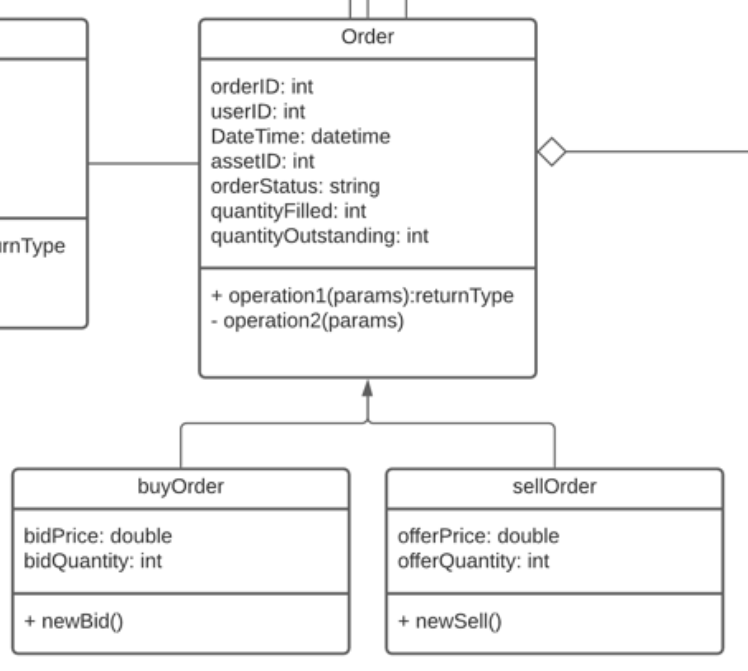 Order
orderID: int
userID: int
DateTime: datetime
assetID: int
orderStatus: string
quantityFilled: int
quantityOutstanding: int
+ operation1(params):returnType
- operation2(params)
buyOrder
bidPrice: double
bidQuantity: int
+ newBid()
sellOrder
offerPrice: double
offerQuantity: int
+ newSell()